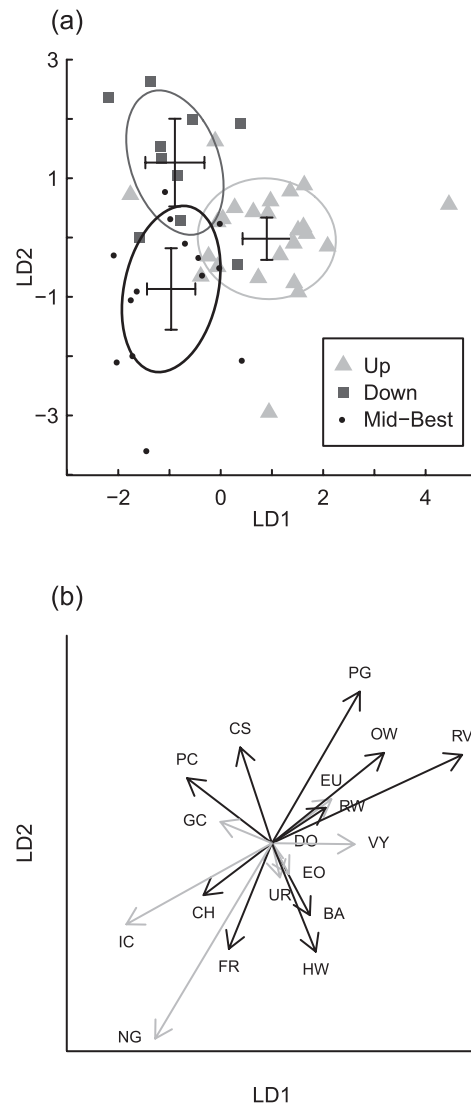 (a)
3
1
−1
−3
LD2
Up
Down
Mid−Best
−2 0 2 4
LD1
(b)
PG
CS OW RV
PC
EU
GC RW
DO VY
EO
UR
CH BA
IC
FR HW
NG
LD2
LD1